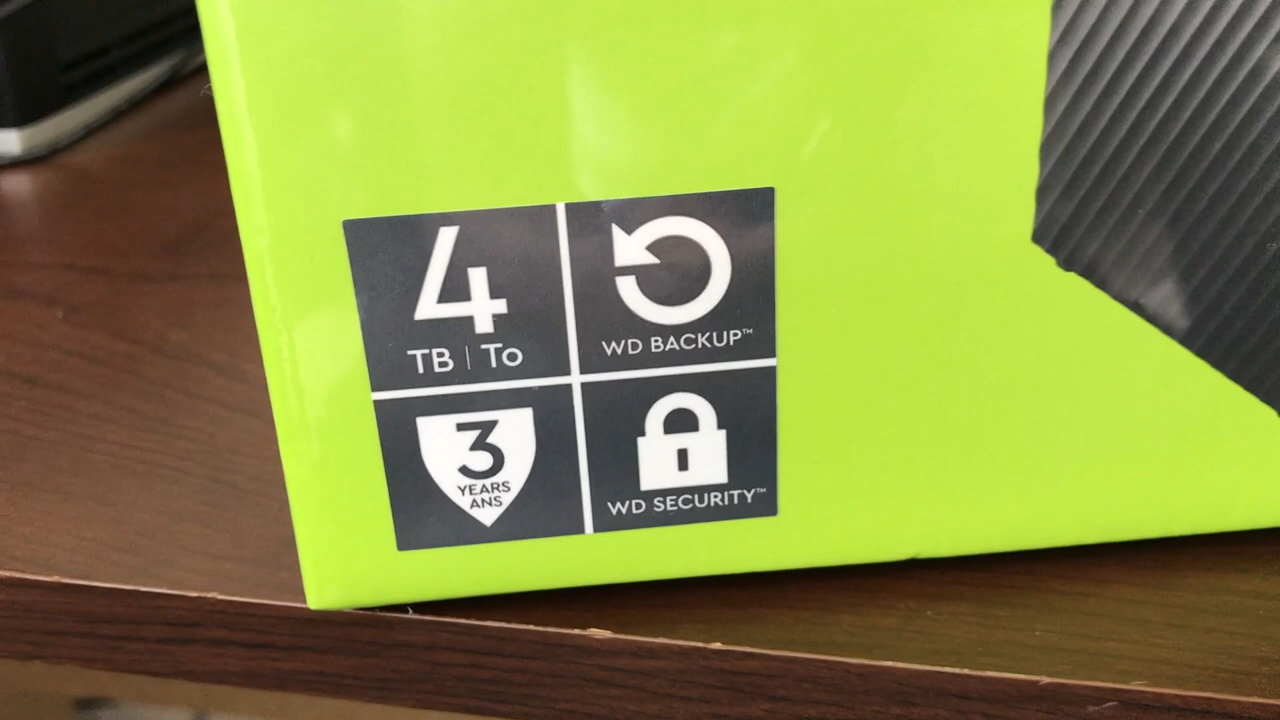 4
TB | To
WD BACKUP™
3
YEARS
ANS
WD SECURITY™